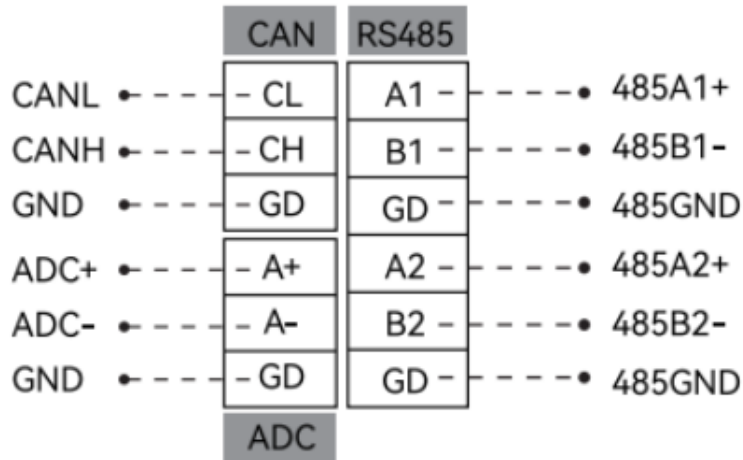 CAN RS485
CANL CL A1 485A1+
CANH CH B1 485B1-
GND GD GD 485GND
ADC+ A+ A2 485A2+
ADC- A- B2 485B2-
GND GD GD 485GND
ADC